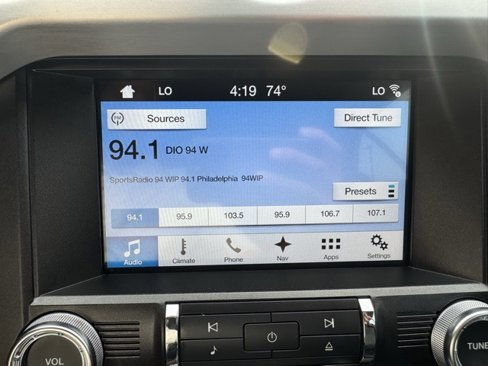 LO 4:19 74° LO
FM Sources Direct Tune
94.1 DIO 94 W
SportsRadio 94 WIP 94.1 Philadelphia 94WIP
Presets
94.1 95.9 103.5 95.9 106.7 107.1
Audio Climate Phone Nav Apps Settings
VOL TUNE